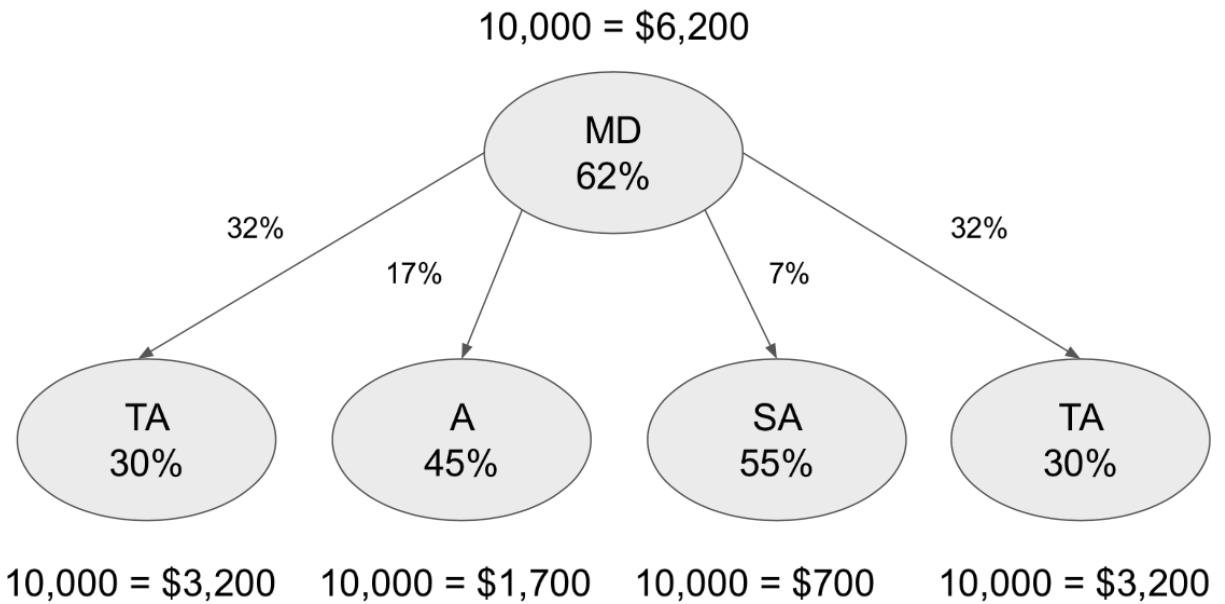 10,000 = $6,200
MD
62%
32%
32%
17%
7%
TA
30%
A
45%
SA
55%
TA
30%
10,000 = $3,200
10,000 = $1,700
10,000 = $700
10,000 = $3,200